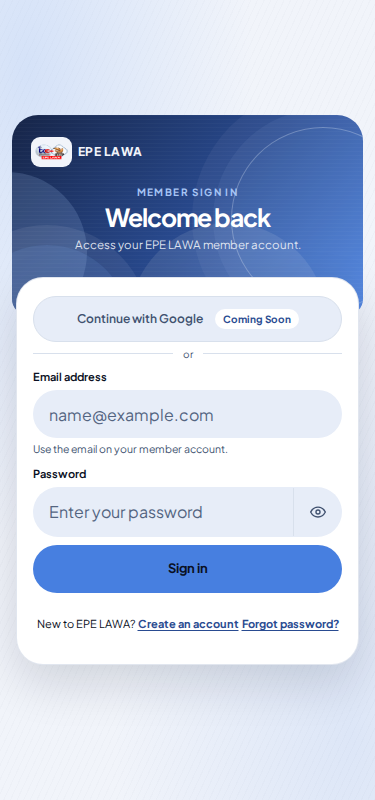 EPE LAWA
MEMBER SIGN IN
Welcome back
Access your EPE LAWA member account.
Continue with Google Coming Soon
or
Email address
name@example.com
Use the email on your member account.
Password
Enter your password
Sign in
New to EPE LAWA? Create an account Forgot password?